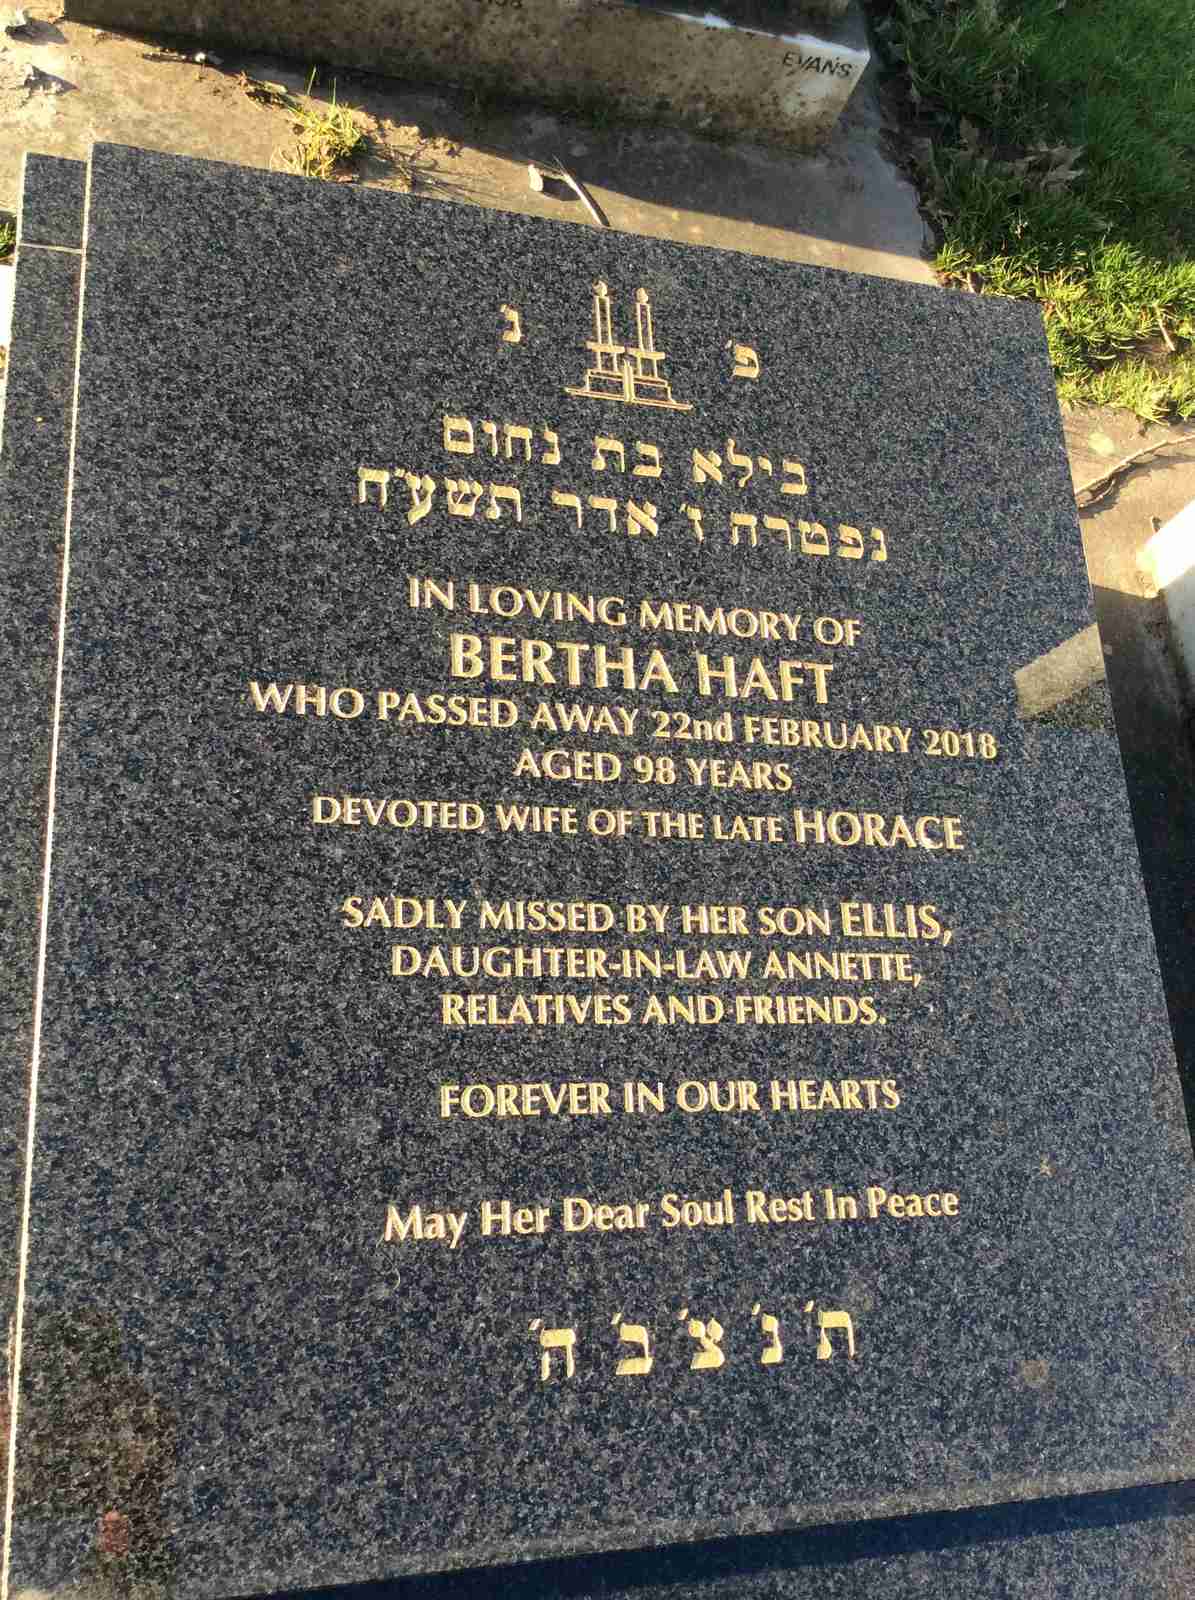 EVANS
פ' נ'
בילא בת נחום
נפטרה ז' אדר תשע"ח
IN LOVING MEMORY OF
BERTHA HAFT
WHO PASSED AWAY 22nd FEBRUARY 2018
AGED 98 YEARS
DEVOTED WIFE OF THE LATE HORACE
SADLY MISSED BY HER SON ELLIS,
DAUGHTER-IN-LAW ANNETTE,
RELATIVES AND FRIENDS.
FOREVER IN OUR HEARTS
May Her Dear Soul Rest In Peace
ת' נ' צ' ב' ה'